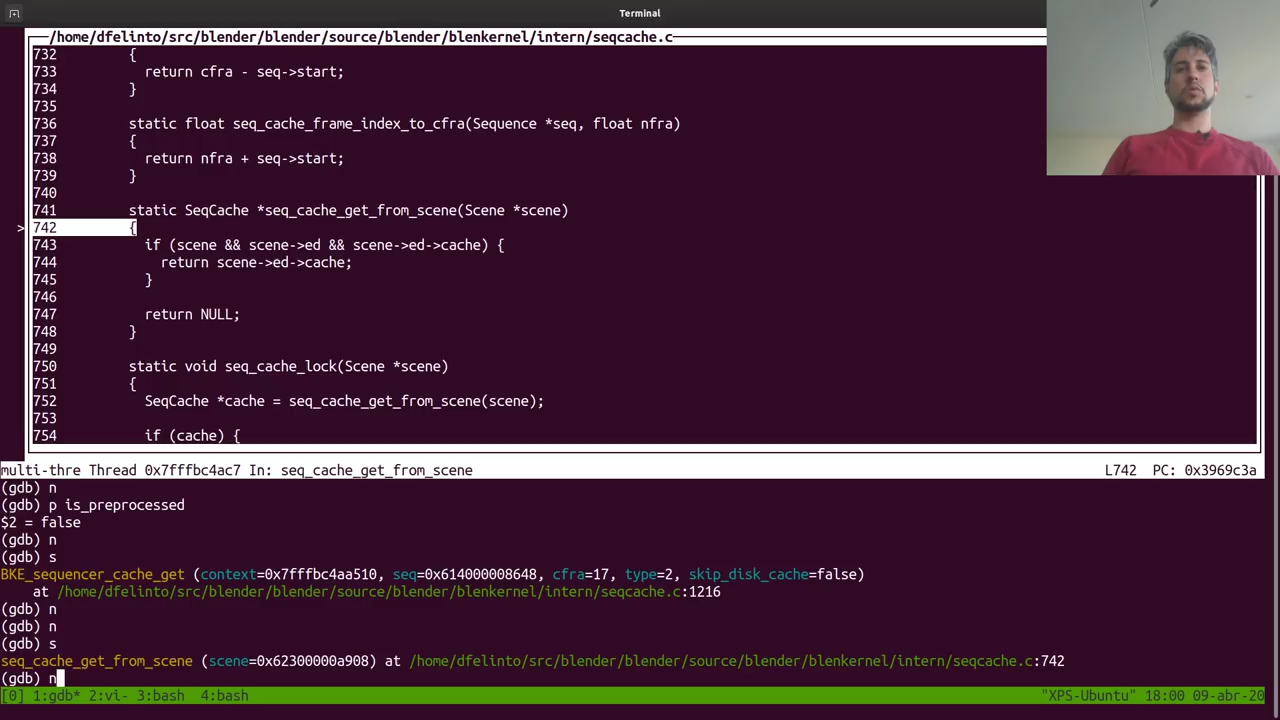 Terminal
/home/dfelinto/src/blender/blender/source/blender/blenkernel/intern/seqcache.c
732 {
733 return cfra - seq->start;
734 }
735
736 static float seq_cache_frame_index_to_cfra(Sequence *seq, float nfra)
737 {
738 return nfra + seq->start;
739 }
740
741 static SeqCache *seq_cache_get_from_scene(Scene *scene)
> 742 {
743 if (scene && scene->ed && scene->ed->cache) {
744 return scene->ed->cache;
745 }
746
747 return NULL;
748 }
749
750 static void seq_cache_lock(Scene *scene)
751 {
752 SeqCache *cache = seq_cache_get_from_scene(scene);
753
754 if (cache) {
multi-thre Thread 0x7fffbc4ac7 In: seq_cache_get_from_scene L742 PC: 0x3969c3a
(gdb) n
(gdb) p is_preprocessed
$2 = false
(gdb) n
(gdb) s
BKE_sequencer_cache_get (context=0x7fffbc4aa510, seq=0x614000008648, cfra=17, type=2, skip_disk_cache=false)
at /home/dfelinto/src/blender/blender/source/blender/blenkernel/intern/seqcache.c:1216
(gdb) n
(gdb) n
(gdb) s
seq_cache_get_from_scene (scene=0x62300000a908) at /home/dfelinto/src/blender/blender/source/blender/blenkernel/intern/seqcache.c:742
(gdb) n
[0] 1:gdb* 2:vi- 3:bash 4:bash "XPS-Ubuntu" 18:00 09-abr-20